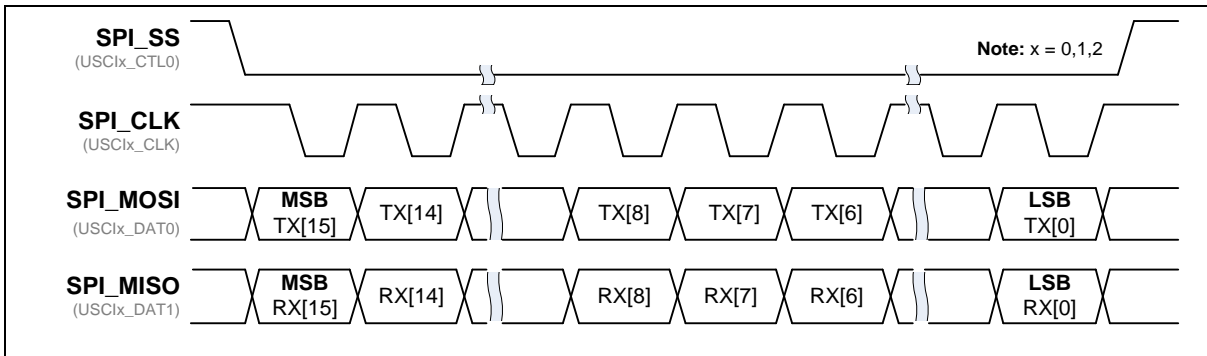 SPI_SS
(USCIx_CTL0)
Note: x = 0,1,2
SPI_CLK
(USCIx_CLK)
SPI_MOSI
(USCIx_DAT0)
MSB
TX[15]
TX[14]
TX[8]
TX[7]
TX[6]
LSB
TX[0]
SPI_MISO
(USCIx_DAT1)
MSB
RX[15]
RX[14]
RX[8]
RX[7]
RX[6]
LSB
RX[0]